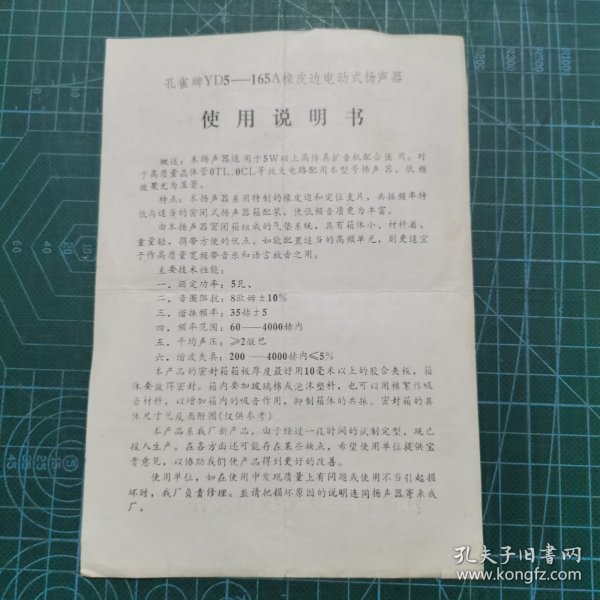 孔雀牌YD5——165A橡皮边电动式扬声器
使用说明书
概述：本扬声器适用于5W以上高传真扩音机配合使用。对
于高质量晶体管OTL、OCL等放大电路配用本型号扬声器，低频
效果尤为显著。
特点：本扬声器系用特制的橡皮边和定位支片，共振频率特
低与适当的密闭式扬声器箱配装，使低频音质更为丰富。
由本扬声器密闭箱组成的气垫系统，具有箱体小、材料省、
重量轻，携带方便的优点。如能配置适当的高频单元，则更适宜
于作高质量宽频带音乐和语言放音之用。
主要技术性能：
一、额定功率：5瓦、
二、音圈阻抗：8欧姆±10%
三、谐振频率：35赫±5
四、频率范围：60——4000赫内
五、平均声压：≥2微巴
六、谐波失真：200——4000赫内≤5%
本产品的密封箱箱板厚度最好用10毫米以上的胶合夹板，箱
体要做得密封。箱内要加玻璃棉或泡沫塑料，也可以用棉絮作吸
音材料，以增加箱内的吸音作用，抑制箱体的共振。密封箱的具
体尺寸见反面附图(仅供参考)
本产品系我厂新产品，由于经过一段时间的试制定型，现已
投入生产。在各方面还可能存在某些缺点，希望使用单位提供宝
贵意见，以协助我们使产品得到更好的改善。
使用单位，如在使用中发现质量上有问题或使用不当引起损
坏时，我厂负责修理。并请把损坏原因的说明连同扬声器寄来我
厂。
孔夫子旧书网
www.kongfz.com